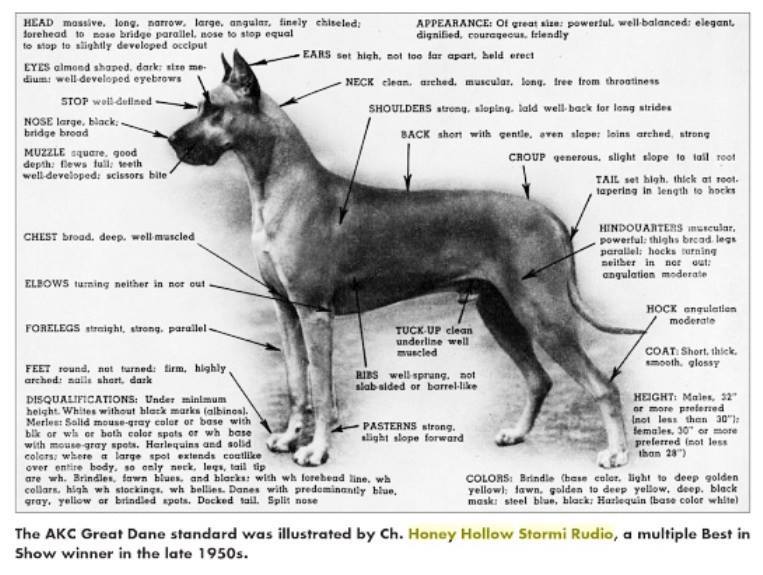 HEAD massive, long, narrow, large, angular, finely chiseled;
forehead to nose bridge parallel, nose to stop equal
to stop to slightly developed occiput
APPEARANCE: Of great size; powerful, well-balanced; elegant,
dignified, courageous, friendly
EARS set high, not too far apart, held erect
EYES almond shaped, dark; size me-
dium; well-developed eyebrows
NECK clean, arched, muscular, long, free from throatiness
STOP well-defined
SHOULDERS strong, sloping, laid well-back for long strides
NOSE large, black;
bridge broad
BACK short with gentle, even slope; loins arched, strong
MUZZLE square, good
depth; flews full; teeth
well-developed; scissors bite
CROUP generous, slight slope to tail root
TAIL set high, thick at root,
tapering in length to hocks
CHEST broad, deep, well-muscled
HINDQUARTERS muscular,
powerful; thighs broad, legs
parallel; hocks turning
neither in nor out;
angulation moderate
ELBOWS turning neither in nor out
HOCK angulation
moderate
FORELEGS straight, strong, parallel
TUCK-UP clean
underline well
muscled
COAT: Short, thick,
smooth, glossy
FEET round, not turned; firm, highly
arched; nails short, dark
RIBS well-sprung, not
slab-sided or barrel-like
DISQUALIFICATIONS: Under minimum
height. Whites without black marks (albinos).
Merles: Solid mouse-gray color or base with
blk or wh or both color spots or wh base
with mouse-gray spots. Harlequins and solid
colors; where a large spot extends coatlike
over entire body, so only neck, legs, tail tip
are wh. Brindles, fawn blues, and blacks: with wh forehead line, wh
collars, high wh stockings, wh bellies. Danes with predominantly blue,
gray, yellow or brindled spots. Docked tail. Split nose
PASTERNS strong,
slight slope forward
HEIGHT: Males, 32"
or more preferred
(not less than 30");
females, 30" or more
preferred (not less
than 28")
COLORS: Brindle (base color, light to deep golden
yellow); fawn, golden to deep yellow, deep, black
mask; steel blue, black; Harlequin (base color white)
The AKC Great Dane standard was illustrated by Ch. Honey Hollow Stormi Rudio, a multiple Best in
Show winner in the late 1950s.